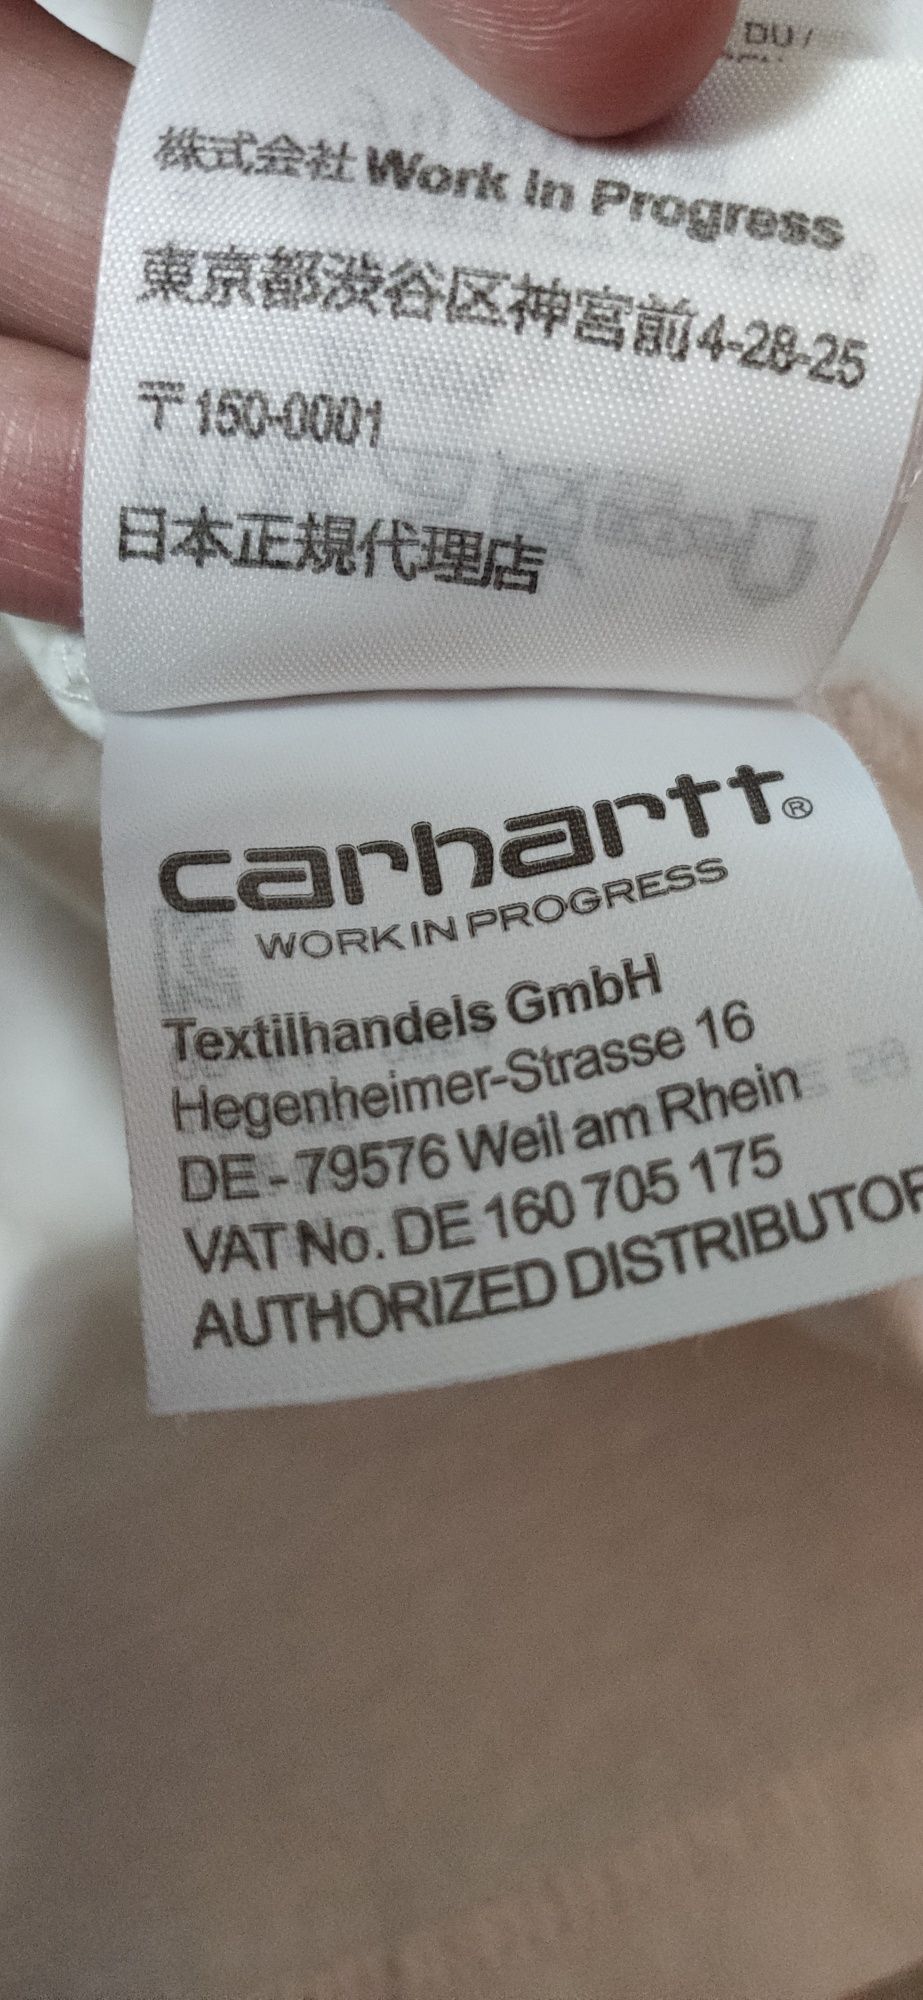 DU /
株式会社 Work in Progress
東京都渋谷区神宮前4-28-25
〒150-0001
日本正規代理店
carhartt®
WORK IN PROGRESS
Textilhandels GmbH
Hegenheimer-Strasse 16
DE - 79576 Weil am Rhein
VAT No. DE 160 705 175
AUTHORIZED DISTRIBUTOR